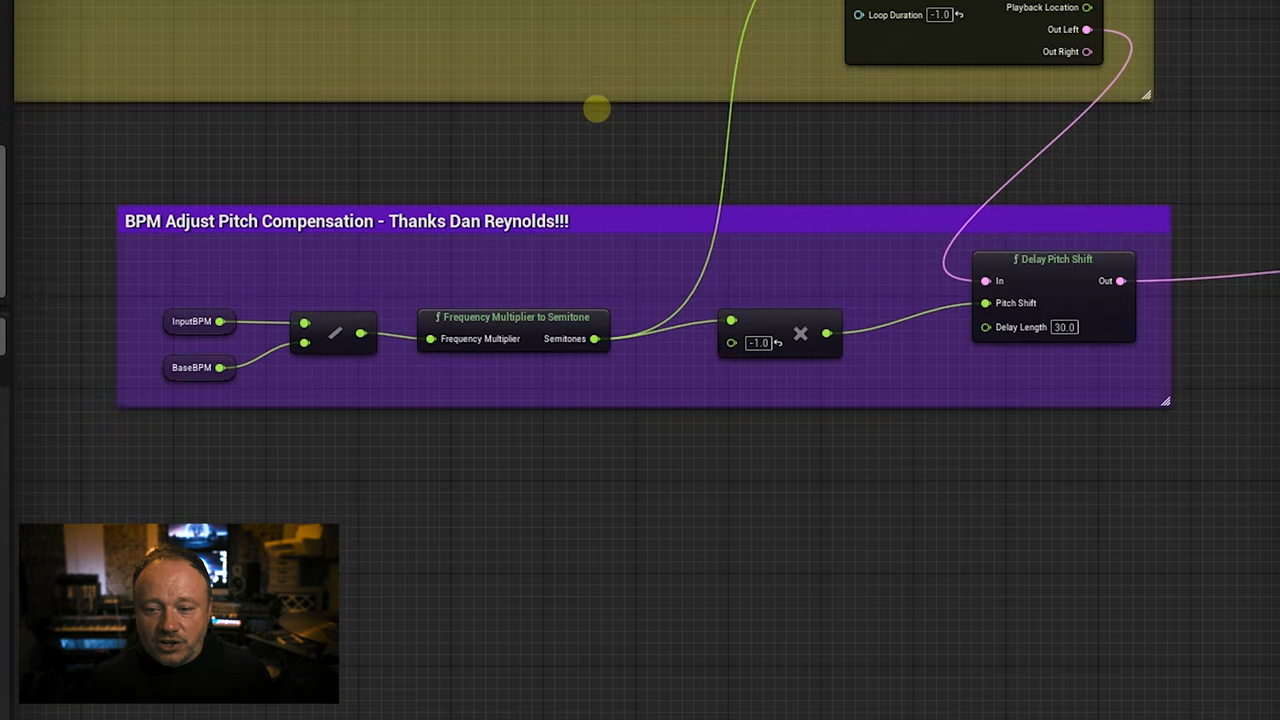 Playback Location
Loop Duration -1.0
Out Left
Out Right
BPM Adjust Pitch Compensation - Thanks Dan Reynolds!!!
InputBPM
BaseBPM
ƒ Frequency Multiplier to Semitone
Frequency Multiplier Semitones
-1.0
ƒ Delay Pitch Shift
In Out
Pitch Shift
Delay Length 30.0